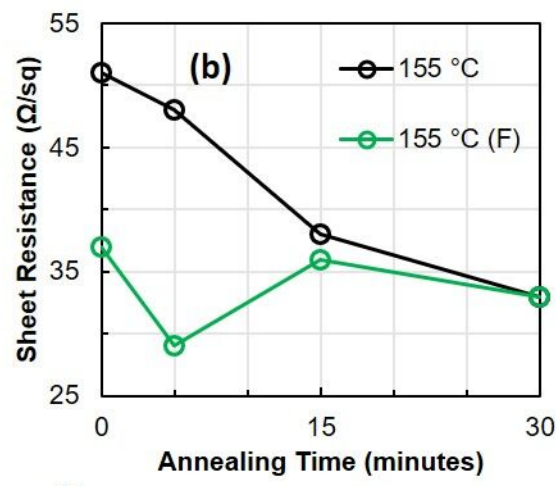 55
(b)
155 °C
155 °C (F)
45
35
25
0
15
30
Sheet Resistance (Ω/sq)
Annealing Time (minutes)